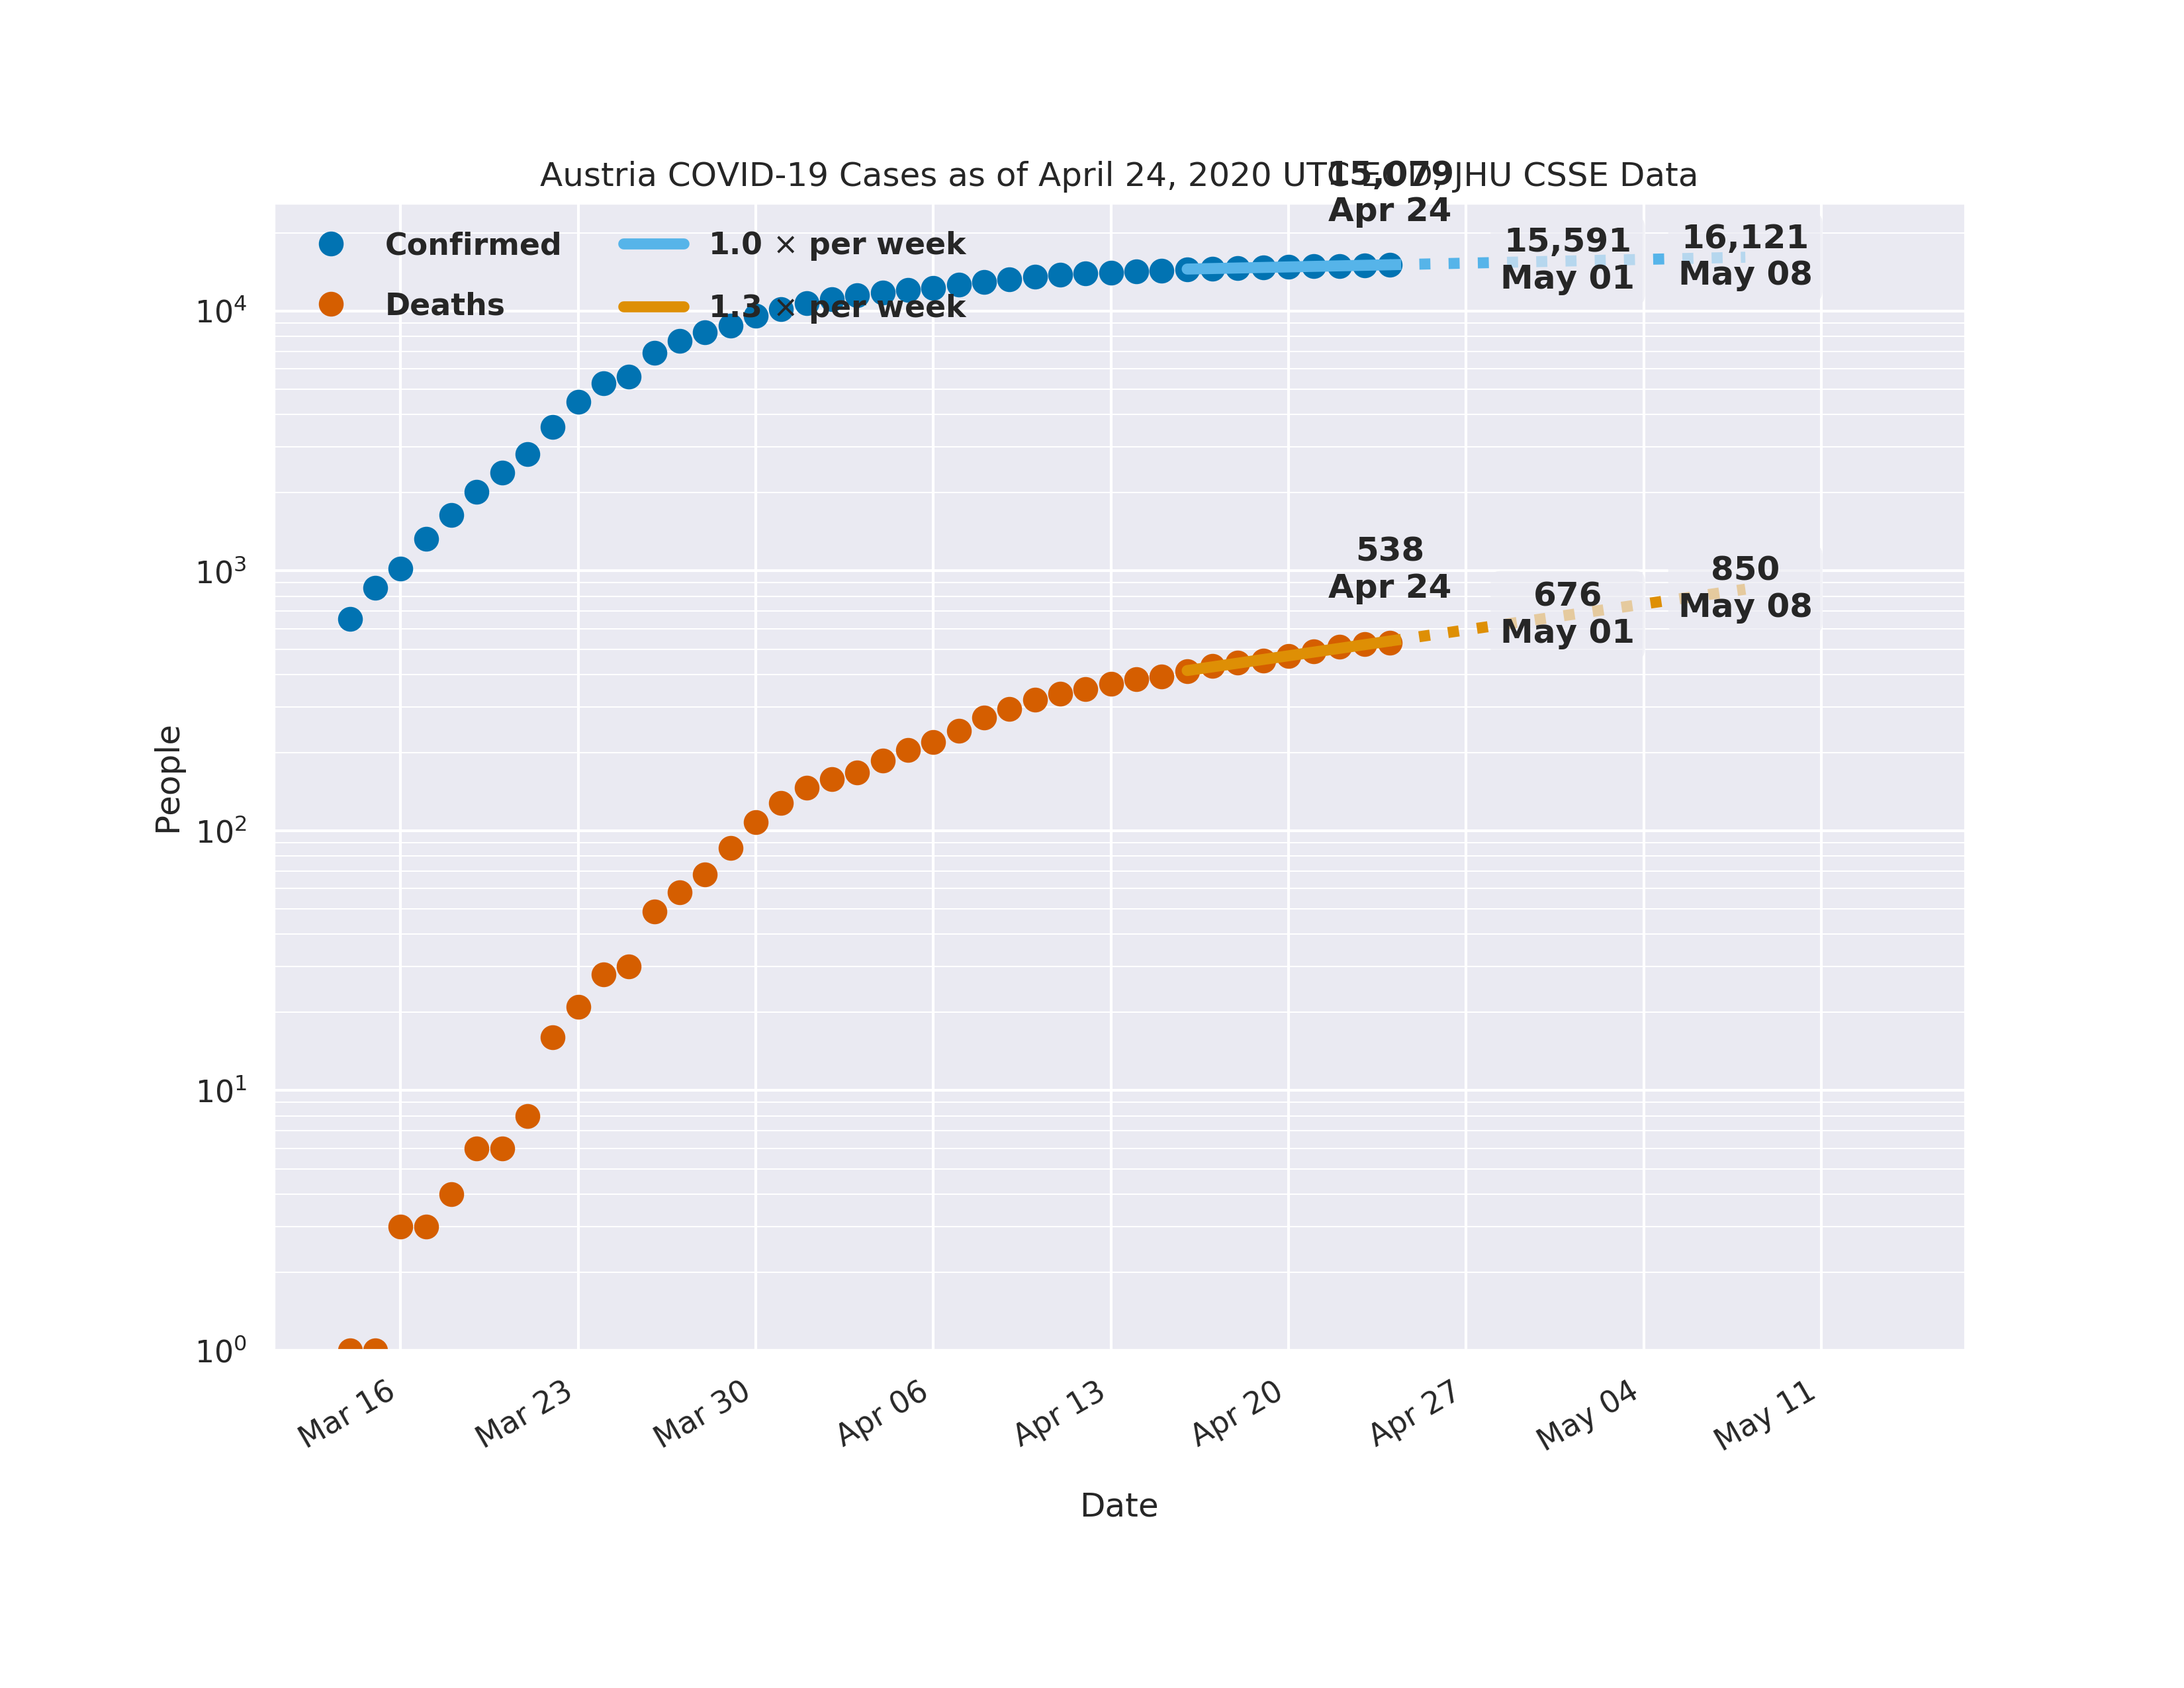 Austria COVID-19 Cases as of April 24, 2020 UTC EOD, JHU CSSE Data
15,079
Apr 24
Confirmed
1.0 × per week
Deaths
1.3 × per week
15,591
May 01
16,121
May 08
538
Apr 24
676
May 01
850
May 08
People
10⁴
10³
10²
10¹
10⁰
Mar 16
Mar 23
Mar 30
Apr 06
Apr 13
Apr 20
Apr 27
May 04
May 11
Date